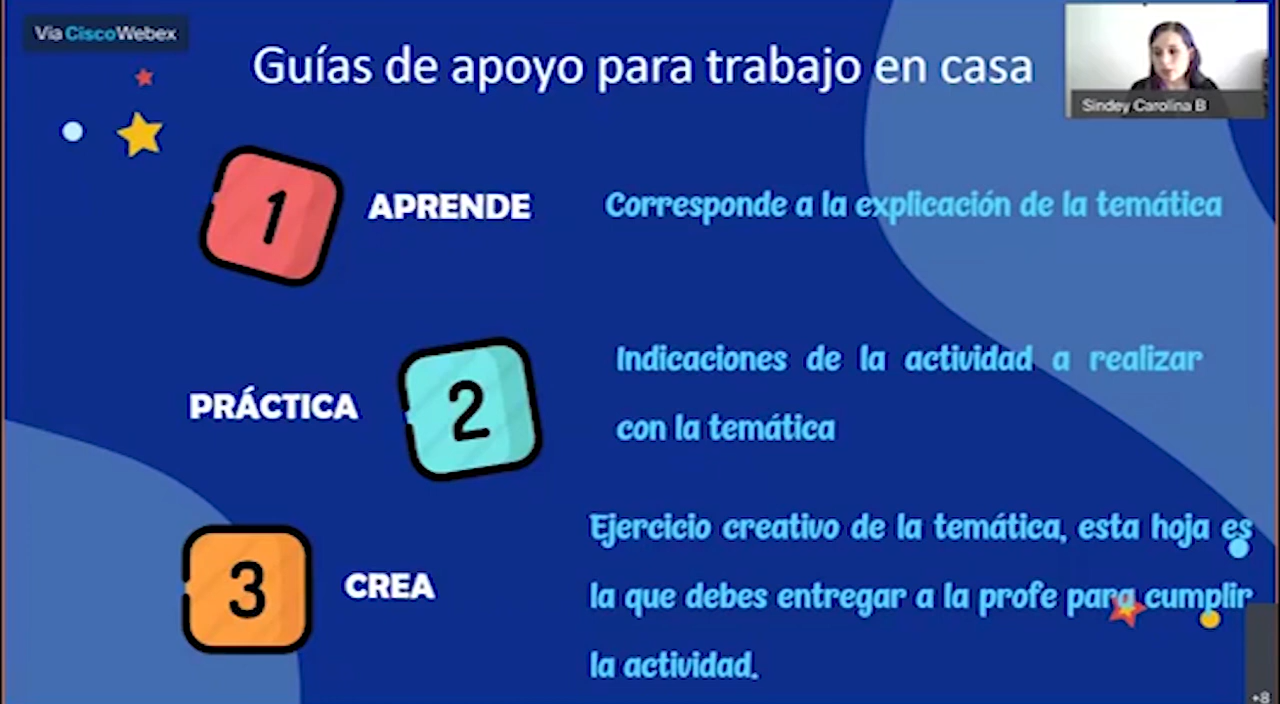 Vía CiscoWebex
Guías de apoyo para trabajo en casa
Sindey Carolina B
1
APRENDE
Corresponde a la explicación de la temática
PRÁCTICA
2
Indicaciones de la actividad a realizar
con la temática
3
CREA
Ejercicio creativo de la temática, esta hoja es
la que debes entregar a la profe para cumplir
la actividad.
+8